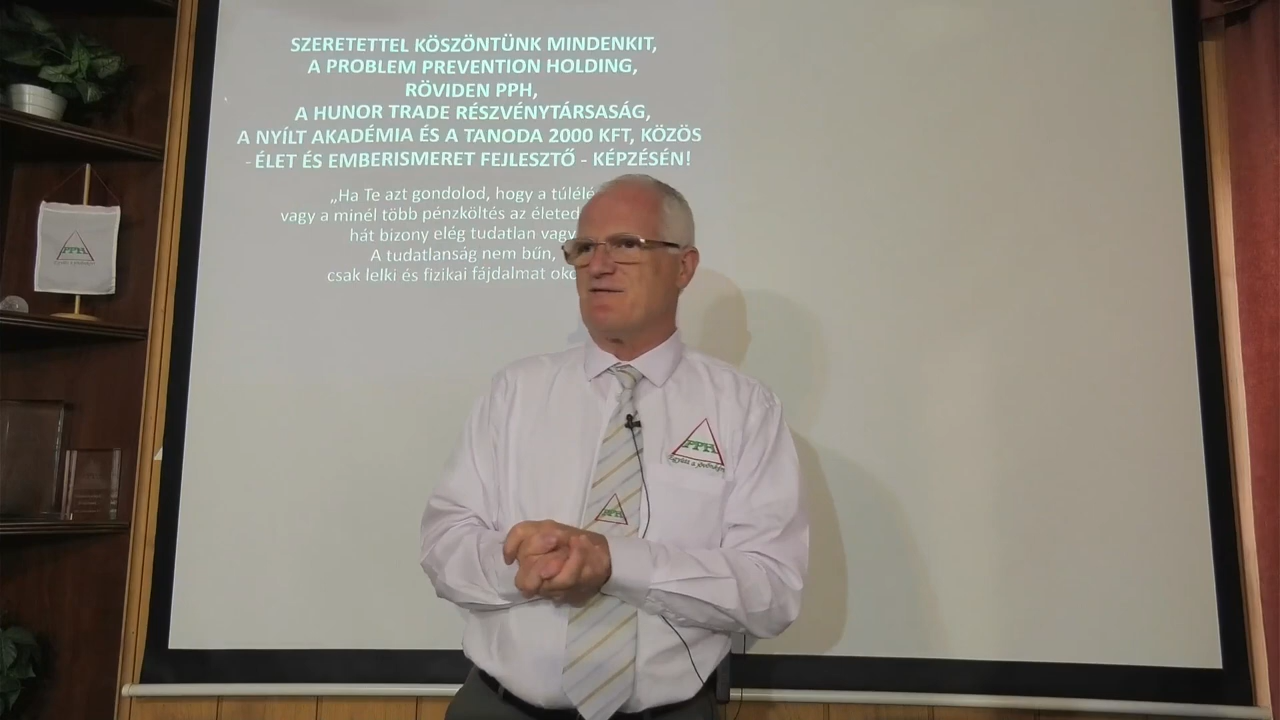 SZERETETTEL KÖSZÖNTÜNK MINDENKIT,
A PROBLEM PREVENTION HOLDING,
RÖVIDEN PPH,
A HUNOR TRADE RÉSZVÉNYTÁRSASÁG,
A NYÍLT AKADÉMIA ÉS A TANODA 2000 KFT, KÖZÖS
- ÉLET ÉS EMBERISMERET FEJLESZTŐ - KÉPZÉSÉN!
„Ha Te azt gondolod, hogy a túlélé
vagy a minél több pénzköltés az életed
hát bizony elég tudatlan vagy
A tudatlanság nem bűn,
csak lelki és fizikai fájdalmat oko
PPH
PPH
Együtt a jövőnkért
PPH